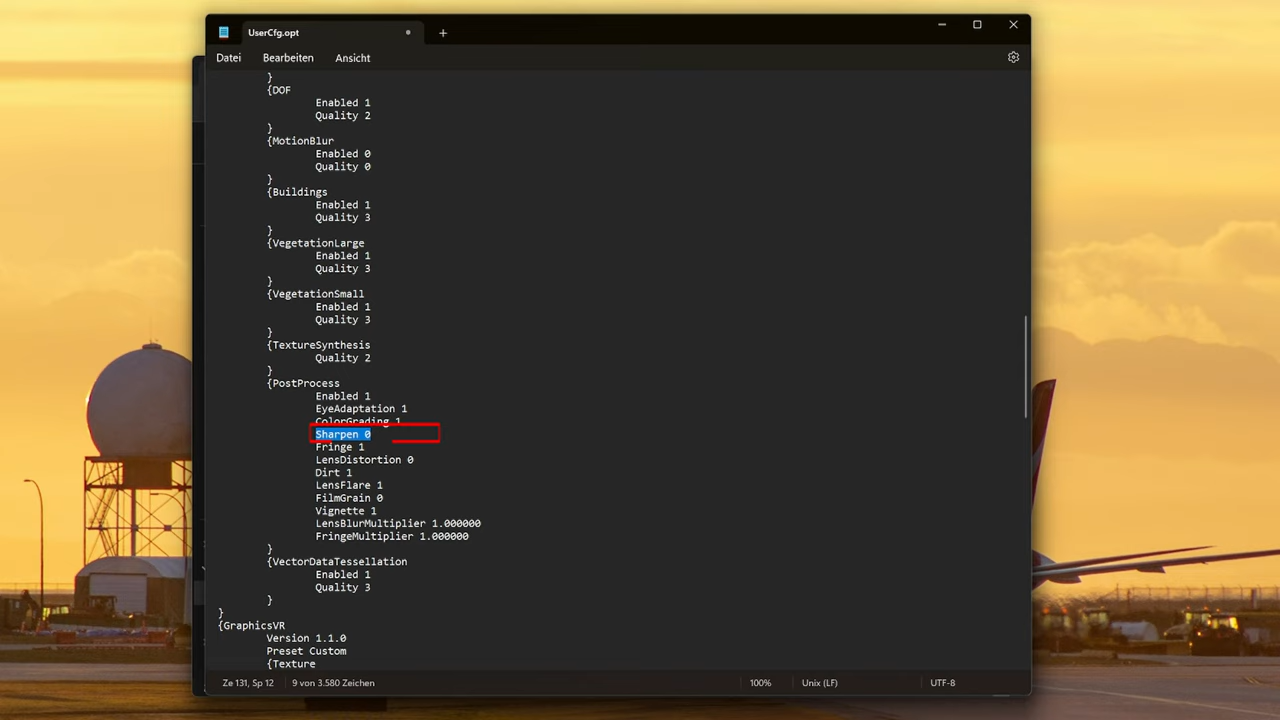 UserCfg.opt
Datei Bearbeiten Ansicht
}
{DOF
Enabled 1
Quality 2
}
{MotionBlur
Enabled 0
Quality 0
}
{Buildings
Enabled 1
Quality 3
}
{VegetationLarge
Enabled 1
Quality 3
}
{VegetationSmall
Enabled 1
Quality 3
}
{TextureSynthesis
Quality 2
}
{PostProcess
Enabled 1
EyeAdaptation 1
ColorGrading 1
Sharpen 0
Fringe 1
LensDistortion 0
Dirt 1
LensFlare 1
FilmGrain 0
Vignette 1
LensBlurMultiplier 1.000000
FringeMultiplier 1.000000
}
{VectorDataTessellation
Enabled 1
Quality 3
}
}
{GraphicsVR
Version 1.1.0
Preset Custom
{Texture
Ze 131, Sp 12 9 von 3.580 Zeichen 100% Unix (LF) UTF-8